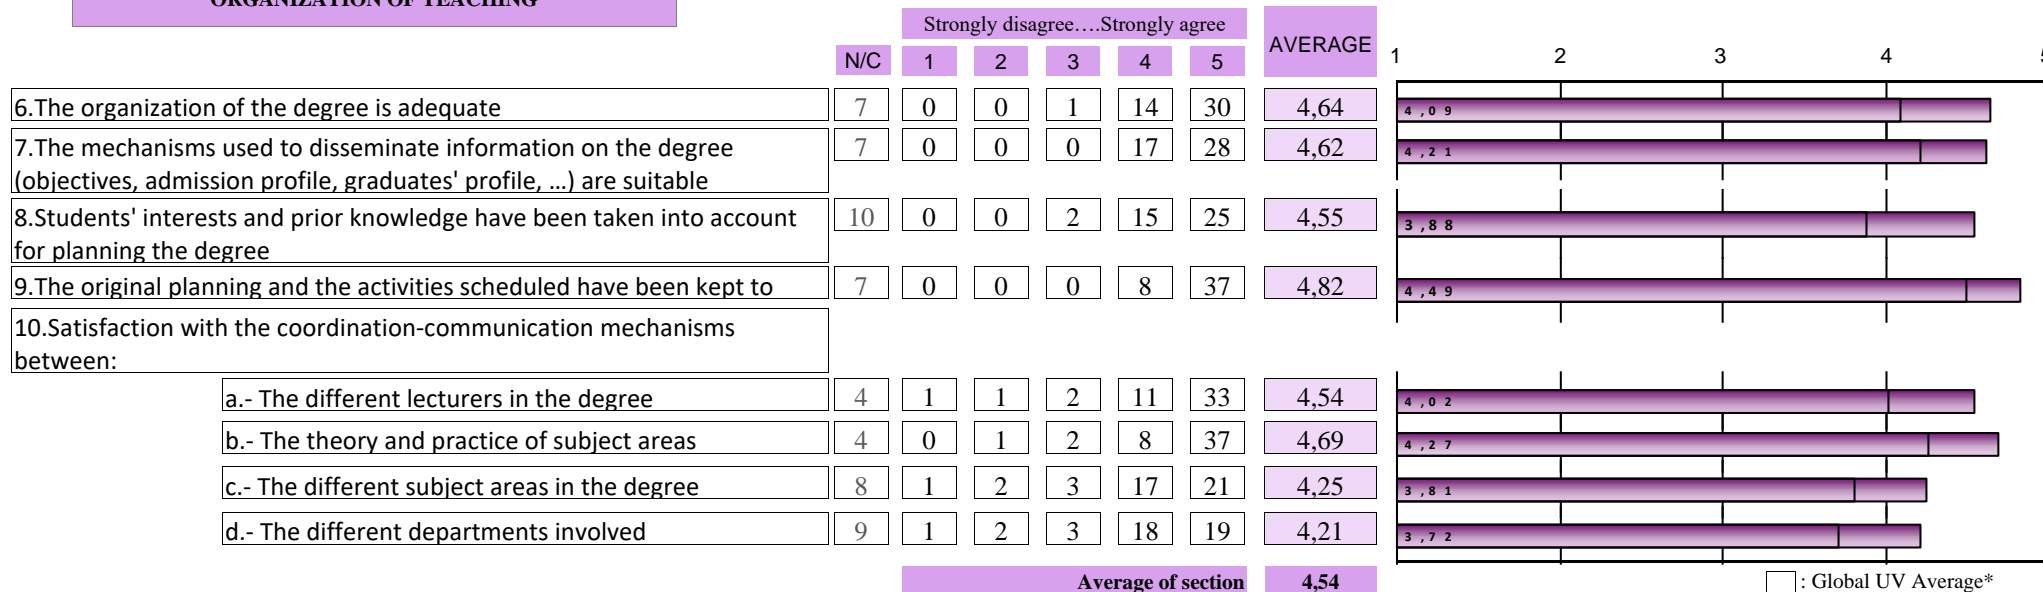 ORGANIZATION OF TEACHING
Strongly disagree....Strongly agree
AVERAGE
N/C 1 2 3 4 5
1 2 3 4 5
6.The organization of the degree is adequate 7 0 0 1 14 30 4,64 4,09
7.The mechanisms used to disseminate information on the degree 7 0 0 0 17 28 4,62 4,21
(objectives, admission profile, graduates' profile, ...) are suitable
8.Students' interests and prior knowledge have been taken into account 10 0 0 2 15 25 4,55 3,88
for planning the degree
9.The original planning and the activities scheduled have been kept to 7 0 0 0 8 37 4,82 4,49
10.Satisfaction with the coordination-communication mechanisms
between:
a.- The different lecturers in the degree 4 1 1 2 11 33 4,54 4,02
b.- The theory and practice of subject areas 4 0 1 2 8 37 4,69 4,27
c.- The different subject areas in the degree 8 1 2 3 17 21 4,25 3,81
d.- The different departments involved 9 1 2 3 18 19 4,21 3,72
Average of section 4,54
: Global UV Average*